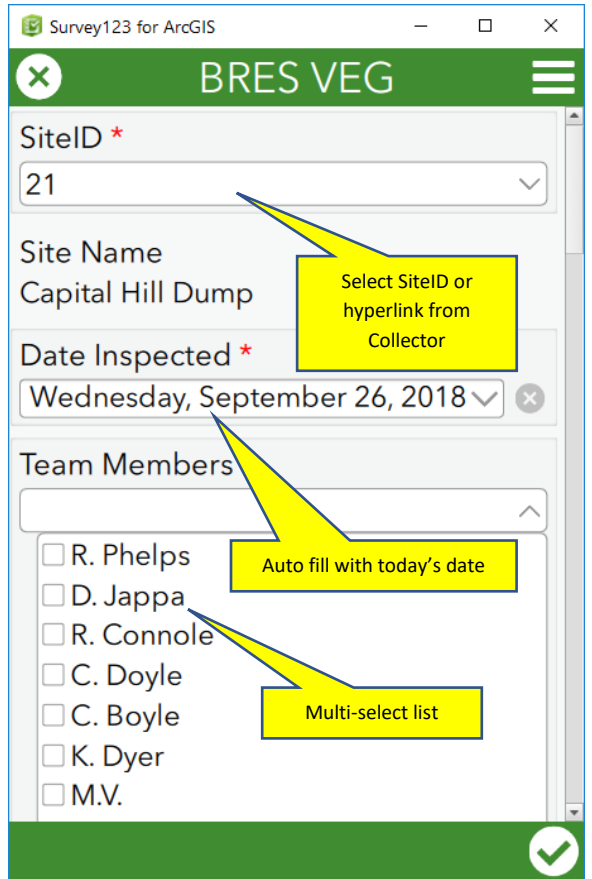 Survey123 for ArcGIS
BRES VEG
SiteID *
21
Select SiteID or
hyperlink from
Collector
Site Name
Capital Hill Dump
Date Inspected *
Wednesday, September 26, 2018
Team Members
Auto fill with today’s date
R. Phelps
D. Jappa
R. Connole
C. Doyle
Multi-select list
C. Boyle
K. Dyer
M.V.